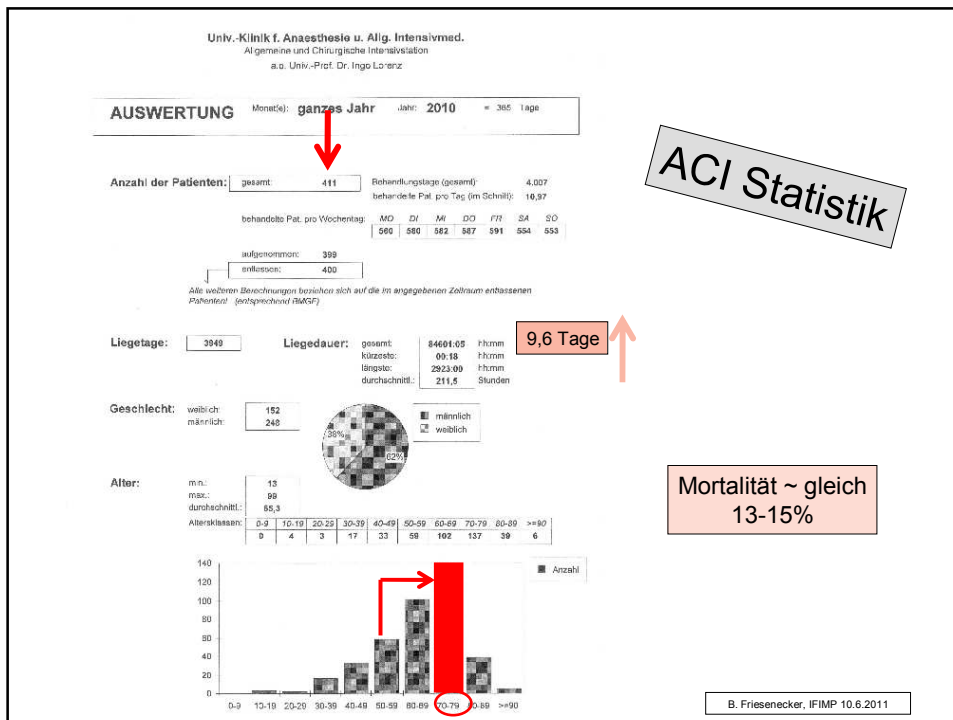 Univ.-Klinik f. Anaesthesie u. Allg. Intensivmed.
Allgemeine und Chirurgische Intensivstation
a.o. Univ.-Prof. Dr. Ingo Lorenz
AUSWERTUNG Monat(e): ganzes Jahr Jahr: 2010 = 365 Tage
ACI Statistik
Anzahl der Patienten: gesamt: 411 Behandlungstage (gesamt): 4.007
behandelte Pat. pro Tag (im Schnitt): 10,97
behandelte Pat. pro Wochentag: MO DI MI DO FR SA SO
560 580 582 587 591 554 553
aufgenommen: 399
entlassen: 400
Alle weiteren Berechnungen beziehen sich auf die im angegebenen Zeitraum entlassenen
Patienten! (entsprechend BMGF)
Liegetage: 3949 Liegedauer: gesamt: 84601:05 hh:mm
kürzeste: 00:18 hh:mm
längste: 2923:00 hh:mm
durchschnittl.: 211,5 Stunden
9,6 Tage
Geschlecht: weiblich: 152
männlich: 248
38%
62%
männlich
weiblich
Mortalität ~ gleich
13-15%
Alter: min.: 13
max.: 99
durchschnittl.: 65,3
Altersklassen: 0-9 10-19 20-29 30-39 40-49 50-59 60-69 70-79 80-89 >=90
0 4 3 17 33 59 102 137 39 6
140
120
100
80
60
40
20
0
0-9 10-19 20-29 30-39 40-49 50-59 60-69 70-79 80-89 >=90
Anzahl
B. Friesenecker, IFIMP 10.6.2011